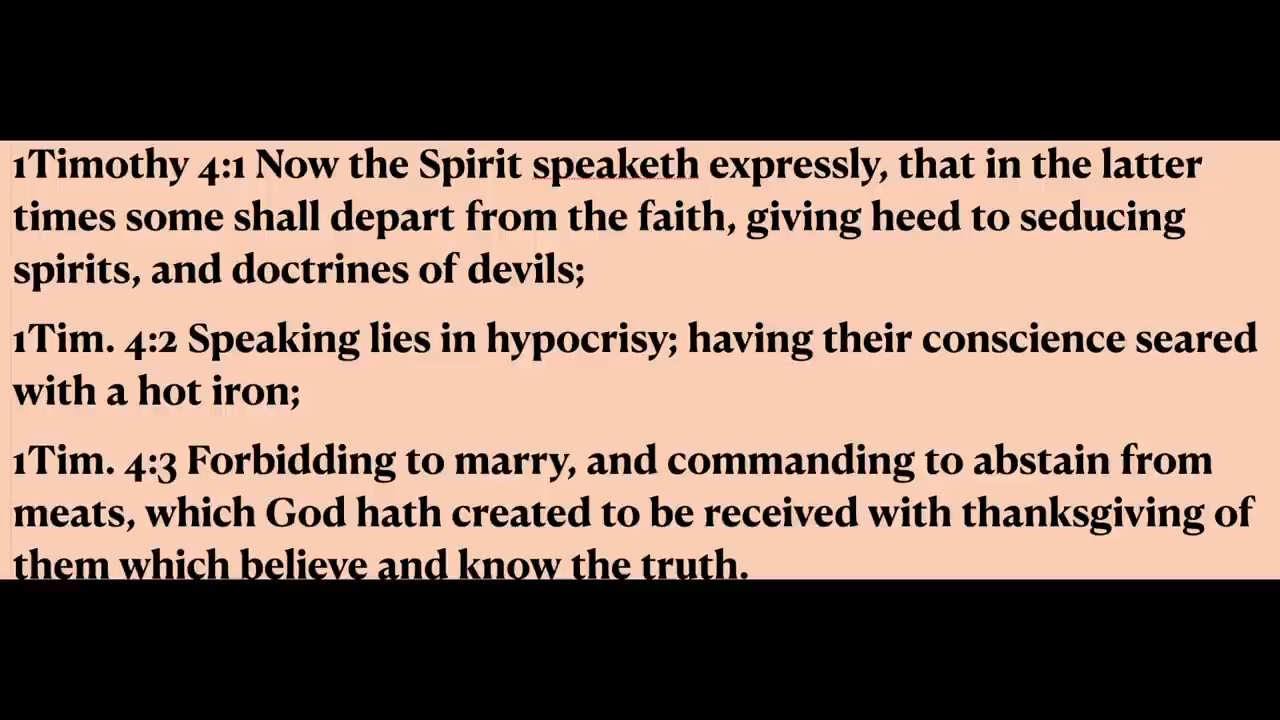 1Timothy 4:1 Now the Spirit speaketh expressly, that in the latter
times some shall depart from the faith, giving heed to seducing
spirits, and doctrines of devils;
1Tim. 4:2 Speaking lies in hypocrisy; having their conscience seared
with a hot iron;
1Tim. 4:3 Forbidding to marry, and commanding to abstain from
meats, which God hath created to be received with thanksgiving of
them which believe and know the truth.